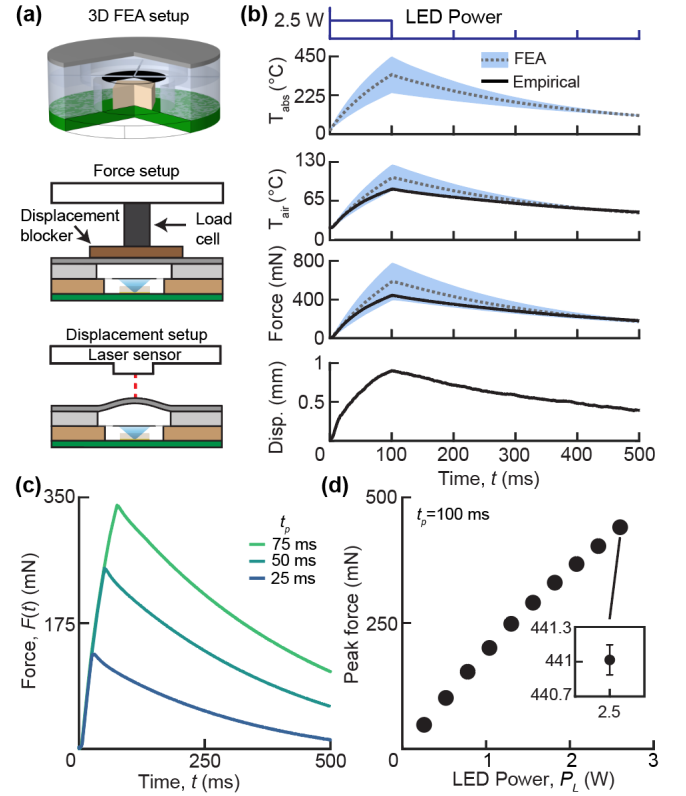 (a)
3D FEA setup
Force setup
Displacement
blocker
Load
cell
Displacement setup
Laser sensor
(b)
2.5 W
LED Power
FEA
Empirical
T_abs (°C)
450
225
0
T_air (°C)
130
65
0
Force (mN)
800
400
0
Disp. (mm)
1
0.5
0
0 100 200 300 400 500
Time, t (ms)
(c)
350
175
0
Force, F(t) (mN)
t_p
75 ms
50 ms
25 ms
0 250 500
Time, t (ms)
(d)
500
250
0
Peak force (mN)
t_p=100 ms
441.3
441
440.7
2.5
0 1 2 3
LED Power, P_L (W)